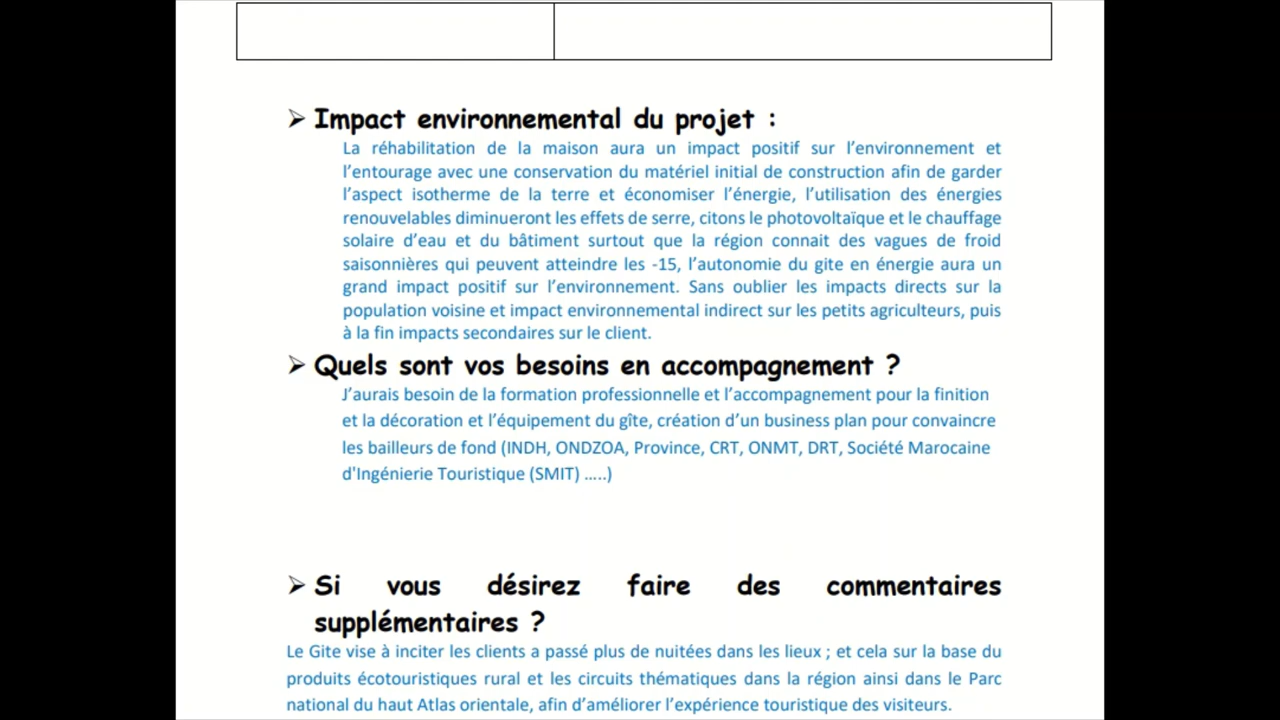 ➢ Impact environnemental du projet :
La réhabilitation de la maison aura un impact positif sur l’environnement et
l’entourage avec une conservation du matériel initial de construction afin de garder
l’aspect isotherme de la terre et économiser l’énergie, l’utilisation des énergies
renouvelables diminueront les effets de serre, citons le photovoltaïque et le chauffage
solaire d’eau et du bâtiment surtout que la région connait des vagues de froid
saisonnières qui peuvent atteindre les -15, l’autonomie du gite en énergie aura un
grand impact positif sur l’environnement. Sans oublier les impacts directs sur la
population voisine et impact environnemental indirect sur les petits agriculteurs, puis
à la fin impacts secondaires sur le client.
➢ Quels sont vos besoins en accompagnement ?
J’aurais besoin de la formation professionnelle et l’accompagnement pour la finition
et la décoration et l’équipement du gîte, création d’un business plan pour convaincre
les bailleurs de fond (INDH, ONDZOA, Province, CRT, ONMT, DRT, Société Marocaine
d'Ingénierie Touristique (SMIT) …..)
➢ Si vous désirez faire des commentaires
supplémentaires ?
Le Gite vise à inciter les clients a passé plus de nuitées dans les lieux ; et cela sur la base du
produits écotouristiques rural et les circuits thématiques dans la région ainsi dans le Parc
national du haut Atlas orientale, afin d’améliorer l’expérience touristique des visiteurs.